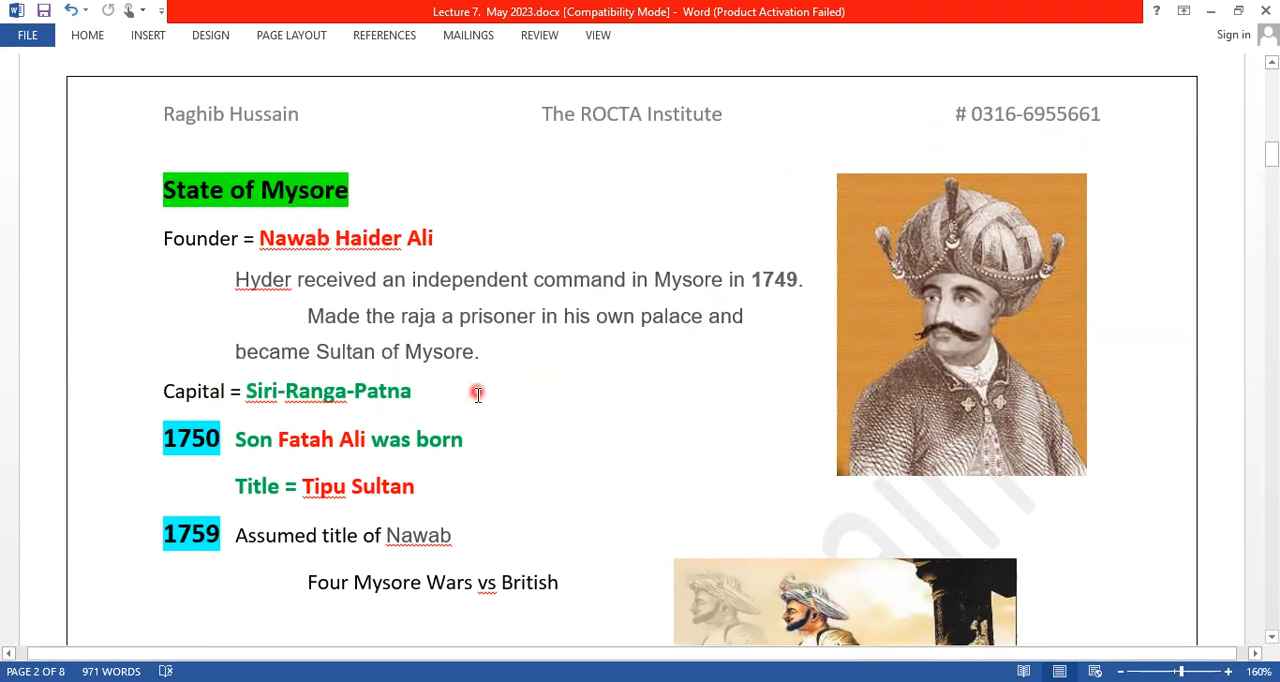 Lecture 7. May 2023.docx [Compatibility Mode] - Word (Product Activation Failed)
FILE HOME INSERT DESIGN PAGE LAYOUT REFERENCES MAILINGS REVIEW VIEW Sign in
Raghib Hussain The ROCTA Institute # 0316-6955661
State of Mysore
Founder = Nawab Haider Ali
Hyder received an independent command in Mysore in 1749.
Made the raja a prisoner in his own palace and
became Sultan of Mysore.
Capital = Siri-Ranga-Patna
1750 Son Fatah Ali was born
Title = Tipu Sultan
1759 Assumed title of Nawab
Four Mysore Wars vs British
PAGE 2 OF 8 971 WORDS 160%